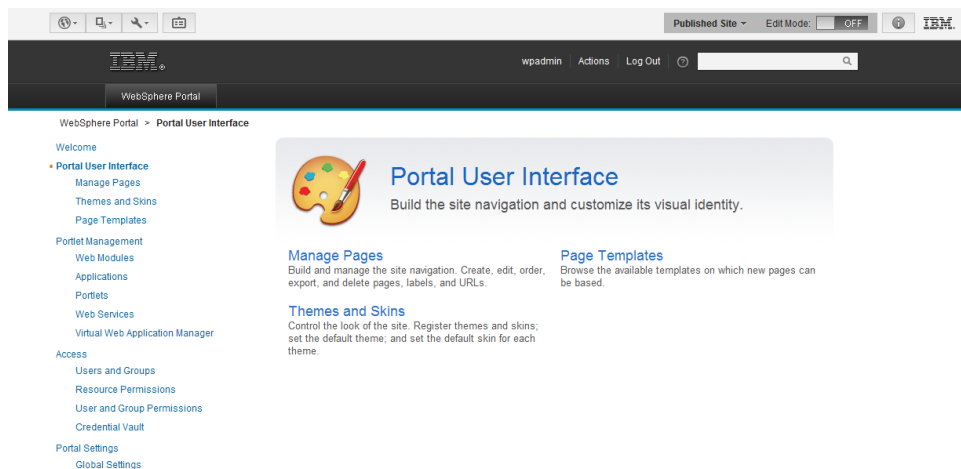 Published Site
Edit Mode:
OFF
IBM.
IBM®
wpadmin
Actions
Log Out
WebSphere Portal
WebSphere Portal > Portal User Interface
Welcome
Portal User Interface
Manage Pages
Themes and Skins
Page Templates
Portlet Management
Web Modules
Applications
Portlets
Web Services
Virtual Web Application Manager
Access
Users and Groups
Resource Permissions
User and Group Permissions
Credential Vault
Portal Settings
Global Settings
Portal User Interface
Build the site navigation and customize its visual identity.
Manage Pages
Build and manage the site navigation. Create, edit, order,
export, and delete pages, labels, and URLs.
Page Templates
Browse the available templates on which new pages can
be based.
Themes and Skins
Control the look of the site. Register themes and skins;
set the default theme; and set the default skin for each
theme.